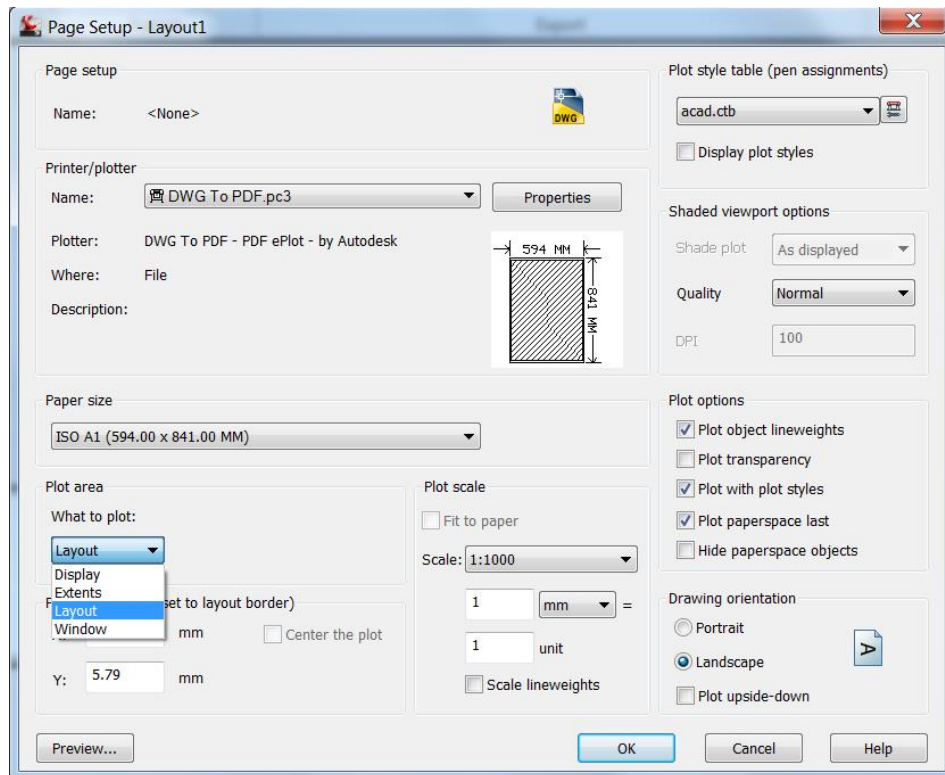 Page Setup - Layout1
Page setup
Name: <None>
DWG
Printer/plotter
Name: DWG To PDF.pc3
Properties
Plotter: DWG To PDF - PDF ePlot - by Autodesk
Where: File
Description:
594 MM
841 MM
Paper size
ISO A1 (594.00 x 841.00 MM)
Plot area
What to plot:
Layout
Display
Extents
Layout
Window
set to layout border)
mm
Center the plot
Y: 5.79 mm
Plot scale
Fit to paper
Scale: 1:1000
1 mm =
1 unit
Scale lineweights
Plot style table (pen assignments)
acad.ctb
Display plot styles
Shaded viewport options
Shade plot As displayed
Quality Normal
DPI 100
Plot options
Plot object lineweights
Plot transparency
Plot with plot styles
Plot paperspace last
Hide paperspace objects
Drawing orientation
Portrait
Landscape
A
Plot upside-down
Preview...
OK
Cancel
Help